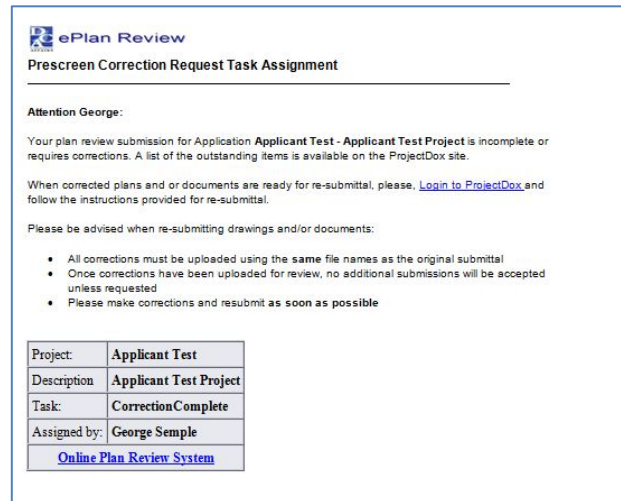 ePlan Review
Prescreen Correction Request Task Assignment
Attention George:
Your plan review submission for Application Applicant Test - Applicant Test Project is incomplete or
requires corrections. A list of the outstanding items is available on the ProjectDox site.
When corrected plans and or documents are ready for re-submittal, please, Login to ProjectDox and
follow the instructions provided for re-submittal.
Please be advised when re-submitting drawings and/or documents:
• All corrections must be uploaded using the same file names as the original submittal
• Once corrections have been uploaded for review, no additional submissions will be accepted
unless requested
• Please make corrections and resubmit as soon as possible
Project: Applicant Test
Description Applicant Test Project
Task: CorrectionComplete
Assigned by: George Semple
Online Plan Review System